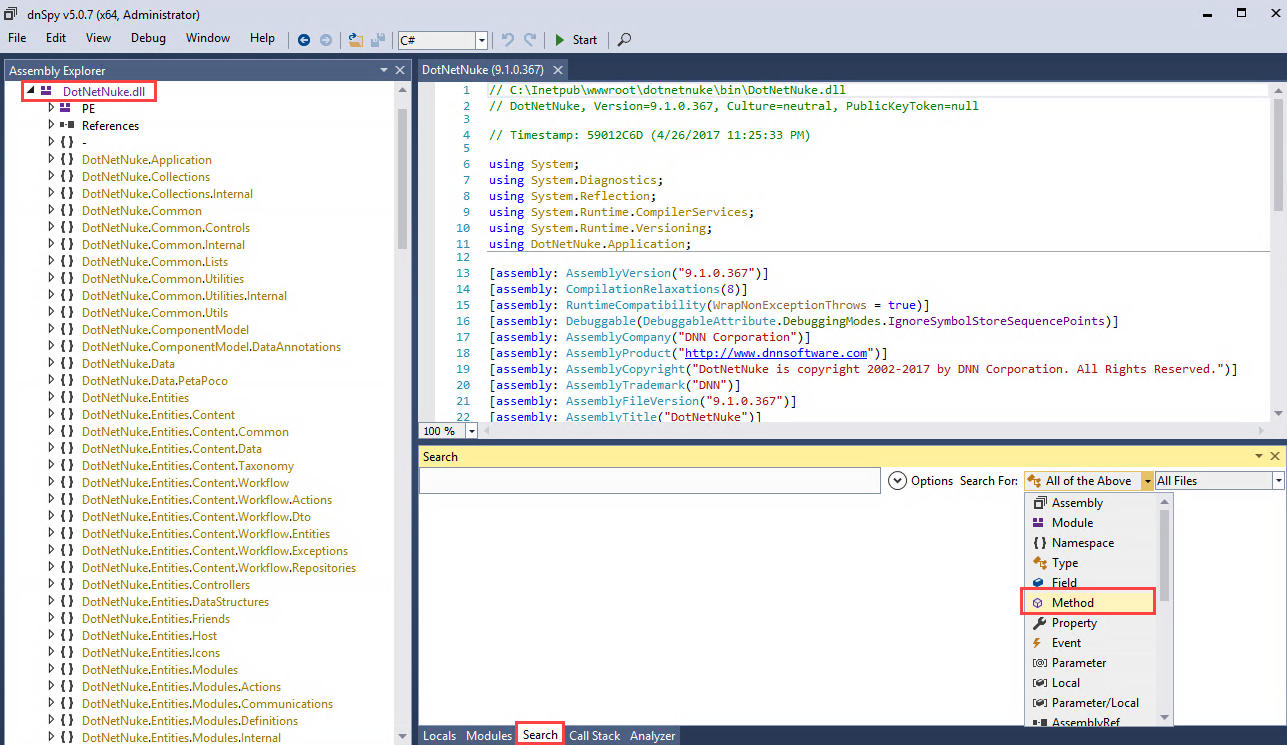 dnSpy v5.0.7 (x64, Administrator)
File Edit View Debug Window Help C# Start
Assembly Explorer
DotNetNuke.dll
PE
References
{ } -
{ } DotNetNuke.Application
{ } DotNetNuke.Collections
{ } DotNetNuke.Collections.Internal
{ } DotNetNuke.Common
{ } DotNetNuke.Common.Controls
{ } DotNetNuke.Common.Internal
{ } DotNetNuke.Common.Lists
{ } DotNetNuke.Common.Utilities
{ } DotNetNuke.Common.Utilities.Internal
{ } DotNetNuke.Common.Utils
{ } DotNetNuke.ComponentModel
{ } DotNetNuke.ComponentModel.DataAnnotations
{ } DotNetNuke.Data
{ } DotNetNuke.Data.PetaPoco
{ } DotNetNuke.Entities
{ } DotNetNuke.Entities.Content
{ } DotNetNuke.Entities.Content.Common
{ } DotNetNuke.Entities.Content.Data
{ } DotNetNuke.Entities.Content.Taxonomy
{ } DotNetNuke.Entities.Content.Workflow
{ } DotNetNuke.Entities.Content.Workflow.Actions
{ } DotNetNuke.Entities.Content.Workflow.Dto
{ } DotNetNuke.Entities.Content.Workflow.Entities
{ } DotNetNuke.Entities.Content.Workflow.Exceptions
{ } DotNetNuke.Entities.Content.Workflow.Repositories
{ } DotNetNuke.Entities.Controllers
{ } DotNetNuke.Entities.DataStructures
{ } DotNetNuke.Entities.Friends
{ } DotNetNuke.Entities.Host
{ } DotNetNuke.Entities.Icons
{ } DotNetNuke.Entities.Modules
{ } DotNetNuke.Entities.Modules.Actions
{ } DotNetNuke.Entities.Modules.Communications
{ } DotNetNuke.Entities.Modules.Definitions
{ } DotNetNuke.Entities.Modules.Internal
DotNetNuke (9.1.0.367)
1 // C:\Inetpub\wwwroot\dotnetnuke\bin\DotNetNuke.dll
2 // DotNetNuke, Version=9.1.0.367, Culture=neutral, PublicKeyToken=null
3
4 // Timestamp: 59012C6D (4/26/2017 11:25:33 PM)
5
6 using System;
7 using System.Diagnostics;
8 using System.Reflection;
9 using System.Runtime.CompilerServices;
10 using System.Runtime.Versioning;
11 using DotNetNuke.Application;
12
13 [assembly: AssemblyVersion("9.1.0.367")]
14 [assembly: CompilationRelaxations(8)]
15 [assembly: RuntimeCompatibility(WrapNonExceptionThrows = true)]
16 [assembly: Debuggable(DebuggableAttribute.DebuggingModes.IgnoreSymbolStoreSequencePoints)]
17 [assembly: AssemblyCompany("DNN Corporation")]
18 [assembly: AssemblyProduct("http://www.dnnsoftware.com")]
19 [assembly: AssemblyCopyright("DotNetNuke is copyright 2002-2017 by DNN Corporation. All Rights Reserved.")]
20 [assembly: AssemblyTrademark("DNN")]
21 [assembly: AssemblyFileVersion("9.1.0.367")]
22 [assembly: AssemblyTitle("DotNetNuke")]
100 %
Search
Options Search For: All of the Above All Files
Assembly
Module
{ } Namespace
Type
Field
Method
Property
Event
Parameter
Local
Parameter/Local
AssemblyRef
Locals Modules Search Call Stack Analyzer